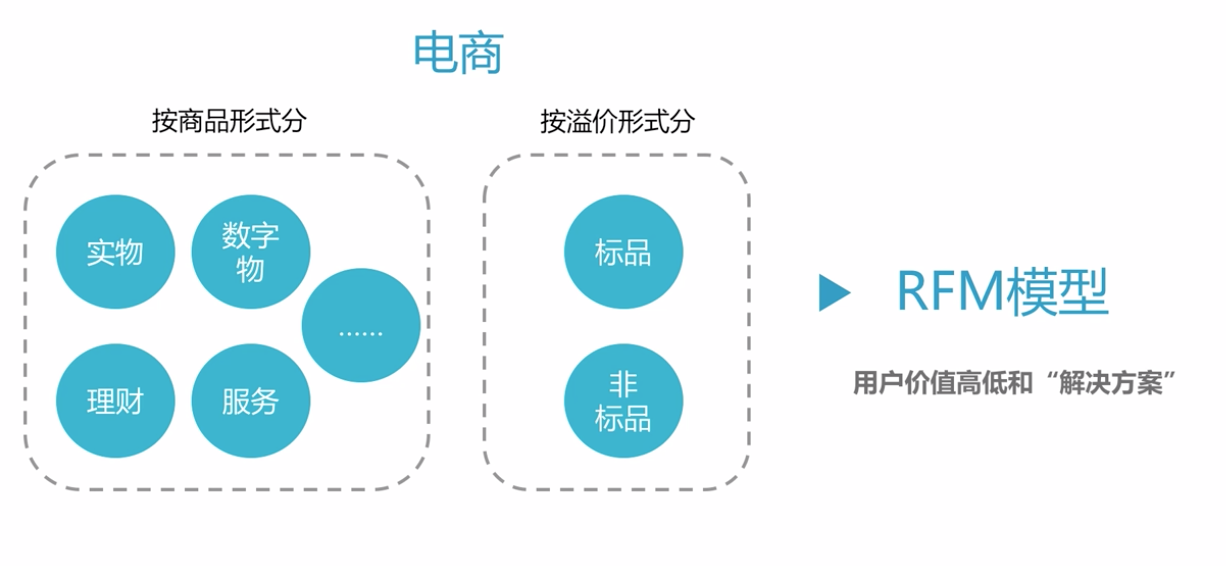 电商
按商品形式分
实物
数字
物
……
理财
服务
按溢价形式分
标品
非
标品
RFM模型
用户价值高低和“解决方案”